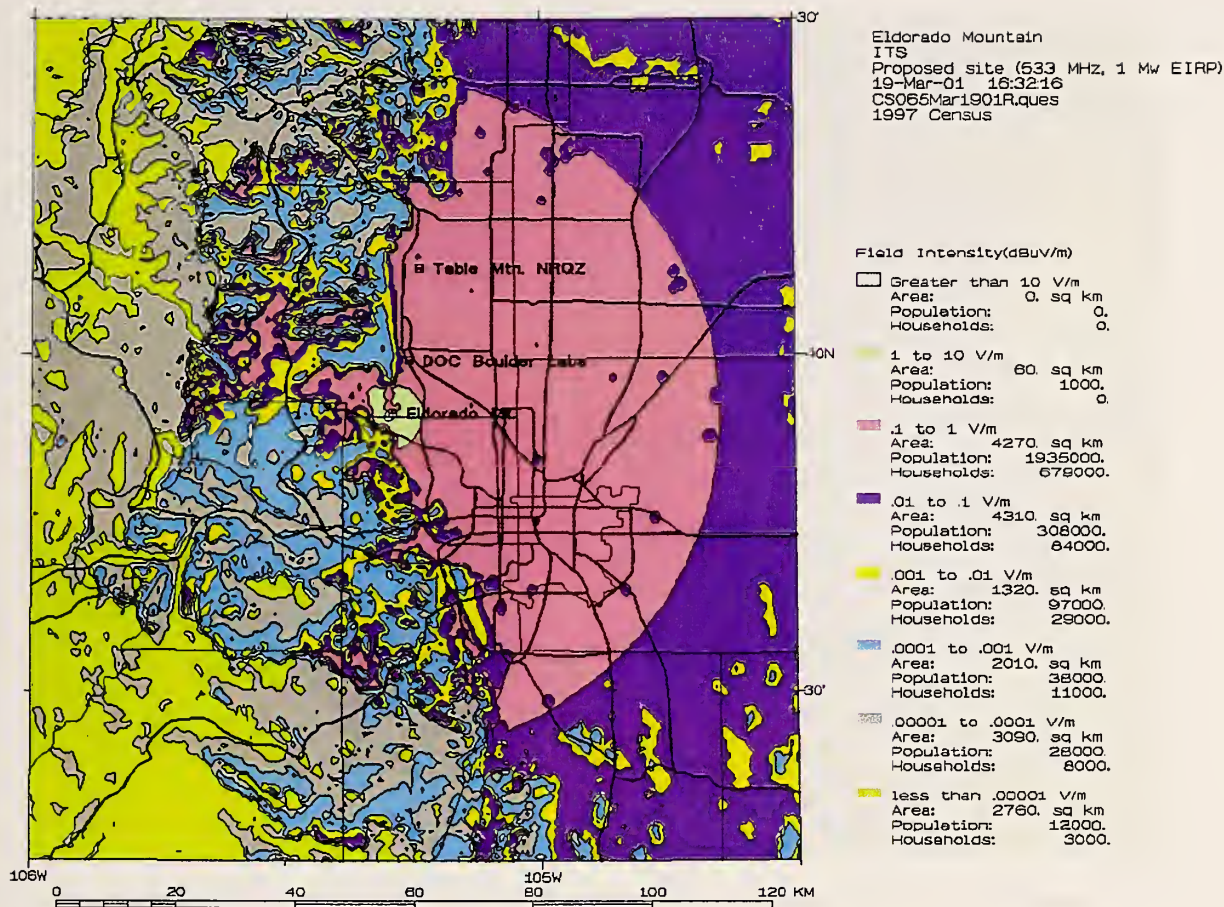 30'
Eldorado Mountain
ITS
Proposed site (533 MHz, 1 Mw EIRP)
19-Mar-01 16:32:16
CS065Mar1901R.ques
1997 Census
Field Intensity(dBuV/m)
Greater than 10 V/m
Area: 0. sq km
Population: 0.
Households: 0.
1 to 10 V/m
Area: 60. sq km
Population: 1000.
Households: 0.
.1 to 1 V/m
Area: 4270. sq km
Population: 1935000.
Households: 679000.
.01 to .1 V/m
Area: 4310. sq km
Population: 308000.
Households: 84000.
.001 to .01 V/m
Area: 1320. sq km
Population: 97000.
Households: 29000.
.0001 to .001 V/m
Area: 2010. sq km
Population: 38000.
Households: 11000.
.00001 to .0001 V/m
Area: 3090. sq km
Population: 26000.
Households: 8000.
less than .00001 V/m
Area: 2760. sq km
Population: 12000.
Households: 3000.
Table Mtn. NRQZ
40N
DOC Boulder Labs
Eldorado
30'
106W
105W
0 20 40 60 80 100 120 KM